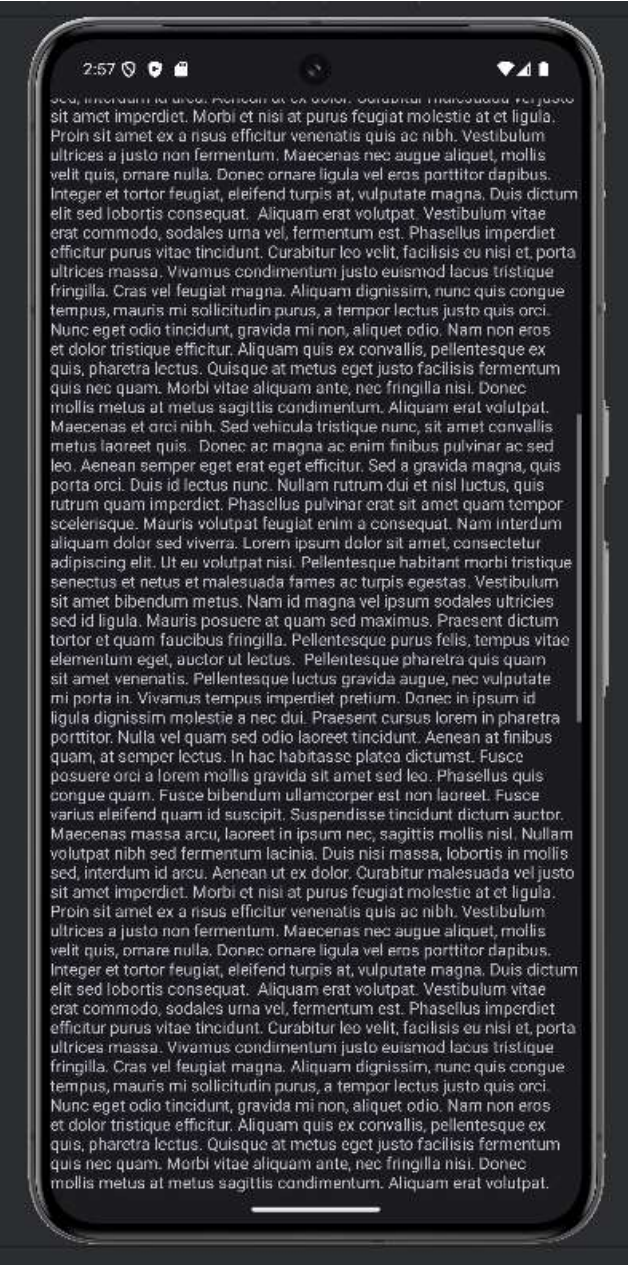 2:57
sed, interdum id arcu. Aenean ut ex dolor. Curabitur malesuada vel justo
sit amet imperdiet. Morbi et nisi at purus feugiat molestie at et ligula.
Proin sit amet ex a risus efficitur venenatis quis ac nibh. Vestibulum
ultrices a justo non fermentum. Maecenas nec augue aliquet, mollis
velit quis, ornare nulla. Donec ornare ligula vel eros porttitor dapibus.
Integer et tortor feugiat, eleifend turpis at, vulputate magna. Duis dictum
elit sed lobortis consequat.  Aliquam erat volutpat. Vestibulum vitae
erat commodo, sodales urna vel, fermentum est. Phasellus imperdiet
efficitur purus vitae tincidunt. Curabitur leo velit, facilisis eu nisi et, porta
ultrices massa. Vivamus condimentum justo euismod lacus tristique
fringilla. Cras vel feugiat magna. Aliquam dignissim, nunc quis congue
tempus, mauris mi sollicitudin purus, a tempor lectus justo quis orci.
Nunc eget odio tincidunt, gravida mi non, aliquet odio. Nam non eros
et dolor tristique efficitur. Aliquam quis ex convallis, pellentesque ex
quis, pharetra lectus. Quisque at metus eget justo facilisis fermentum
quis nec quam. Morbi vitae aliquam ante, nec fringilla nisi. Donec
mollis metus at metus sagittis condimentum. Aliquam erat volutpat.
Maecenas et orci nibh. Sed vehicula tristique nunc, sit amet convallis
metus laoreet quis.  Donec ac magna ac enim finibus pulvinar ac sed
leo. Aenean semper eget erat eget efficitur. Sed a gravida magna, quis
porta orci. Duis id lectus nunc. Nullam rutrum dui et nisl luctus, quis
rutrum quam imperdiet. Phasellus pulvinar erat sit amet quam tempor
scelerisque. Mauris volutpat feugiat enim a consequat. Nam interdum
aliquam dolor sed viverra. Lorem ipsum dolor sit amet, consectetur
adipiscing elit. Ut eu volutpat nisi. Pellentesque habitant morbi tristique
senectus et netus et malesuada fames ac turpis egestas. Vestibulum
sit amet bibendum metus. Nam id magna vel ipsum sodales ultricies
sed id ligula. Mauris posuere at quam sed maximus. Praesent dictum
tortor et quam faucibus fringilla. Pellentesque purus felis, tempus vitae
elementum eget, auctor ut lectus.  Pellentesque pharetra quis quam
sit amet venenatis. Pellentesque luctus gravida augue, nec vulputate
mi porta in. Vivamus tempus imperdiet pretium. Donec in ipsum id
ligula dignissim molestie a nec dui. Praesent cursus lorem in pharetra
porttitor. Nulla vel quam sed odio laoreet tincidunt. Aenean at finibus
quam, at semper lectus. In hac habitasse platea dictumst. Fusce
posuere orci a lorem mollis gravida sit amet sed leo. Phasellus quis
congue quam. Fusce bibendum ullamcorper est non laoreet. Fusce
varius eleifend quam id suscipit. Suspendisse tincidunt dictum auctor.
Maecenas massa arcu, laoreet in ipsum nec, sagittis mollis nisl. Nullam
volutpat nibh sed fermentum lacinia. Duis nisi massa, lobortis in mollis
sed, interdum id arcu. Aenean ut ex dolor. Curabitur malesuada vel justo
sit amet imperdiet. Morbi et nisi at purus feugiat molestie at et ligula.
Proin sit amet ex a risus efficitur venenatis quis ac nibh. Vestibulum
ultrices a justo non fermentum. Maecenas nec augue aliquet, mollis
velit quis, ornare nulla. Donec ornare ligula vel eros porttitor dapibus.
Integer et tortor feugiat, eleifend turpis at, vulputate magna. Duis dictum
elit sed lobortis consequat.  Aliquam erat volutpat. Vestibulum vitae
erat commodo, sodales urna vel, fermentum est. Phasellus imperdiet
efficitur purus vitae tincidunt. Curabitur leo velit, facilisis eu nisi et, porta
ultrices massa. Vivamus condimentum justo euismod lacus tristique
fringilla. Cras vel feugiat magna. Aliquam dignissim, nunc quis congue
tempus, mauris mi sollicitudin purus, a tempor lectus justo quis orci.
Nunc eget odio tincidunt, gravida mi non, aliquet odio. Nam non eros
et dolor tristique efficitur. Aliquam quis ex convallis, pellentesque ex
quis, pharetra lectus. Quisque at metus eget justo facilisis fermentum
quis nec quam. Morbi vitae aliquam ante, nec fringilla nisi. Donec
mollis metus at metus sagittis condimentum. Aliquam erat volutpat.